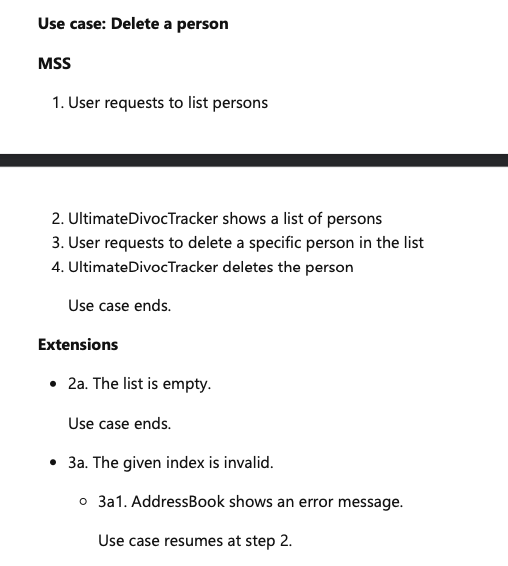 Use case: Delete a person
MSS
1. User requests to list persons
2. UltimateDivocTracker shows a list of persons
3. User requests to delete a specific person in the list
4. UltimateDivocTracker deletes the person
Use case ends.
Extensions
• 2a. The list is empty.
Use case ends.
• 3a. The given index is invalid.
○ 3a1. AddressBook shows an error message.
Use case resumes at step 2.